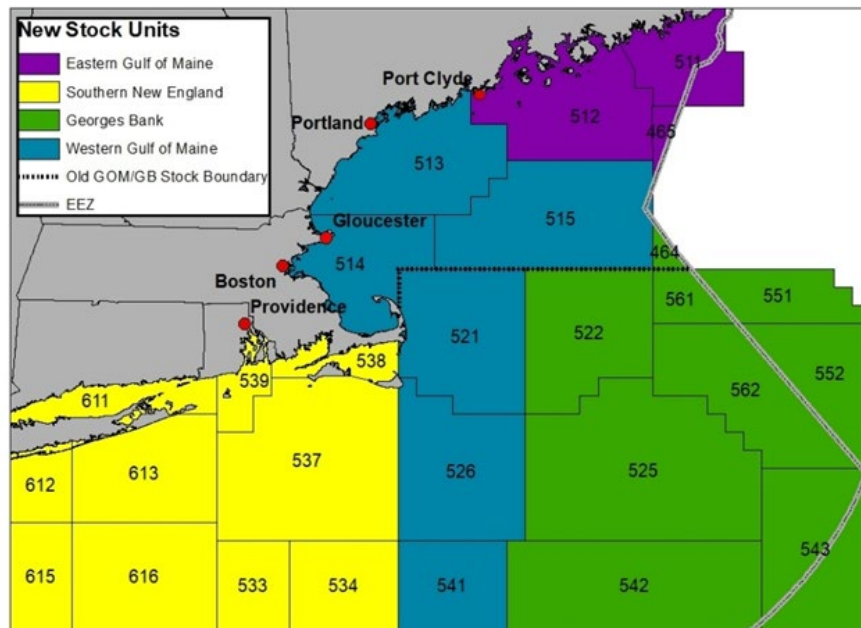 New Stock Units
Eastern Gulf of Maine
Southern New England
Georges Bank
Western Gulf of Maine
Old GOM/GB Stock Boundary
EEZ
Port Clyde
Portland
Gloucester
Boston
Providence
511
512
465
513
515
514
464
561
551
521
522
538
539
562
552
611
537
526
525
613
612
543
615
616
533
534
541
542